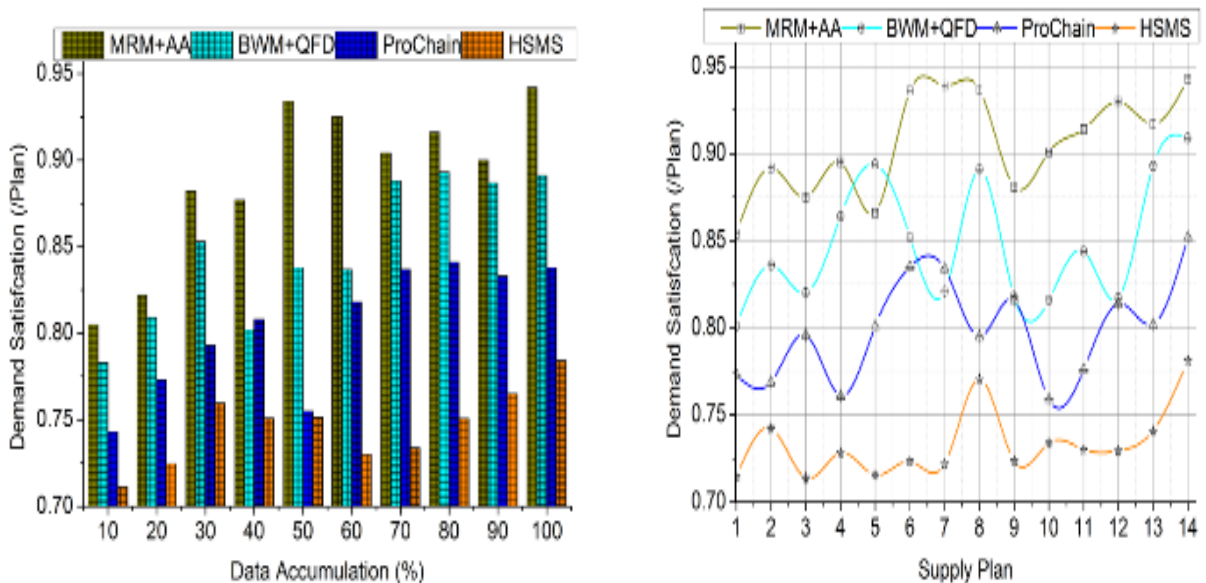 MRM+AA BWM+QFD ProChain HSMS
Demand Satisfcation (/Plan)
0.95
0.90
0.85
0.80
0.75
0.70
10 20 30 40 50 60 70 80 90 100
Data Accumulation (%)
MRM+AA BWM+QFD ProChain HSMS
Demand Satisfcation (/Plan)
0.95
0.90
0.85
0.80
0.75
0.70
1 2 3 4 5 6 7 8 9 10 11 12 13 14
Supply Plan